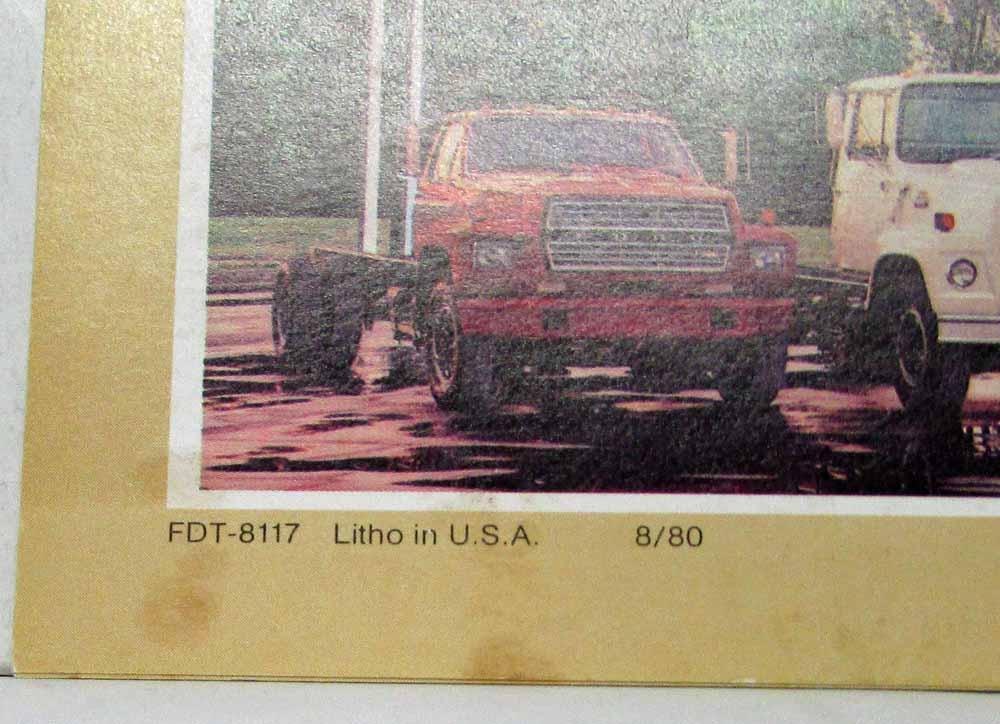 FDT-8117 Litho in U.S.A. 8/80